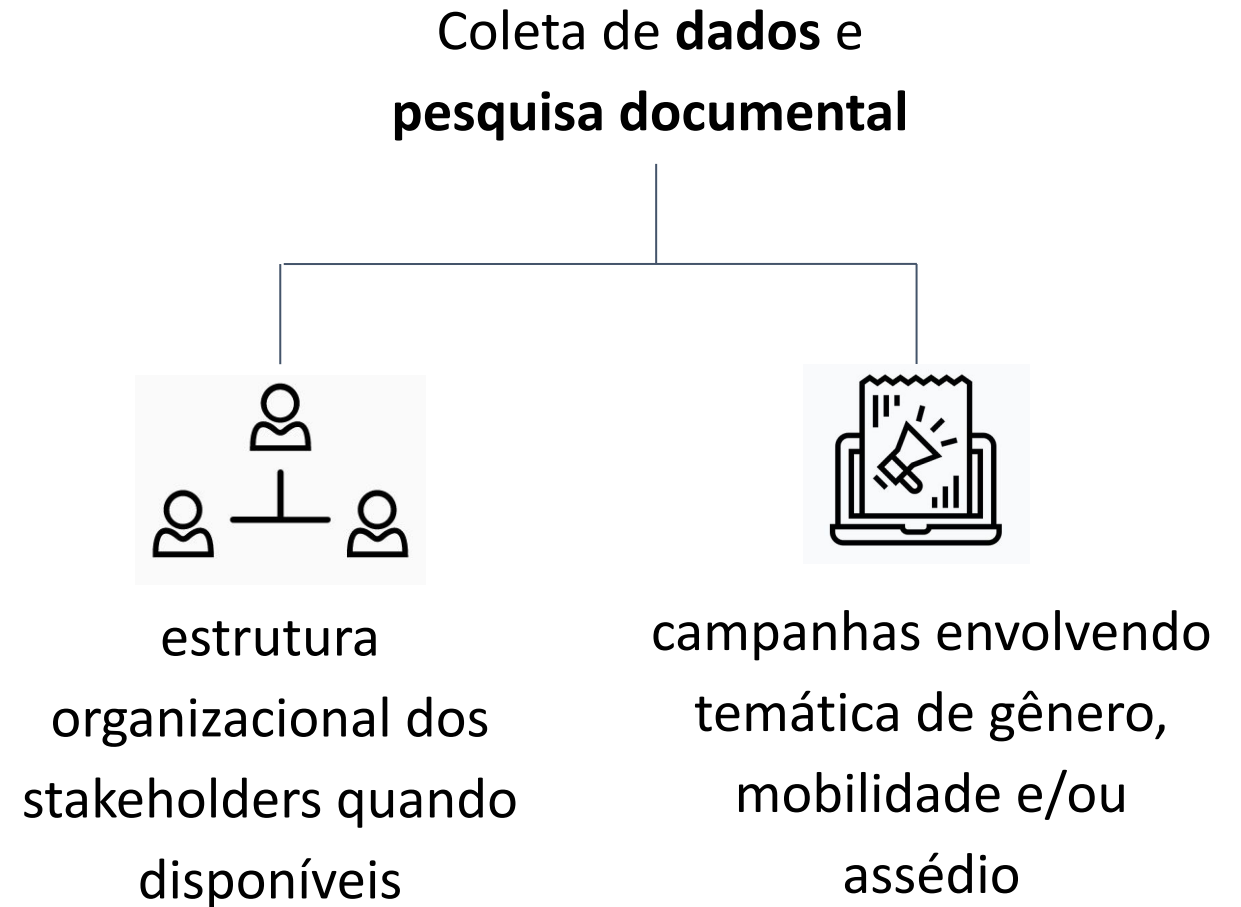 Coleta de dados e
pesquisa documental
estrutura
organizacional dos
stakeholders quando
disponíveis
campanhas envolvendo
temática de gênero,
mobilidade e/ou
assédio